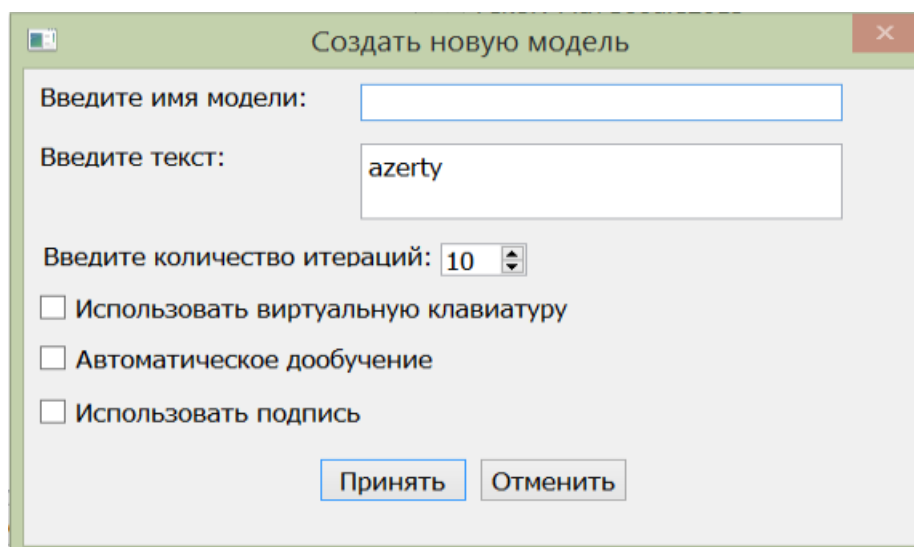 Создать новую модель
Введите имя модели:
Введите текст:
azerty
Введите количество итераций: 10
Использовать виртуальную клавиатуру
Автоматическое дообучение
Использовать подпись
Принять Отменить